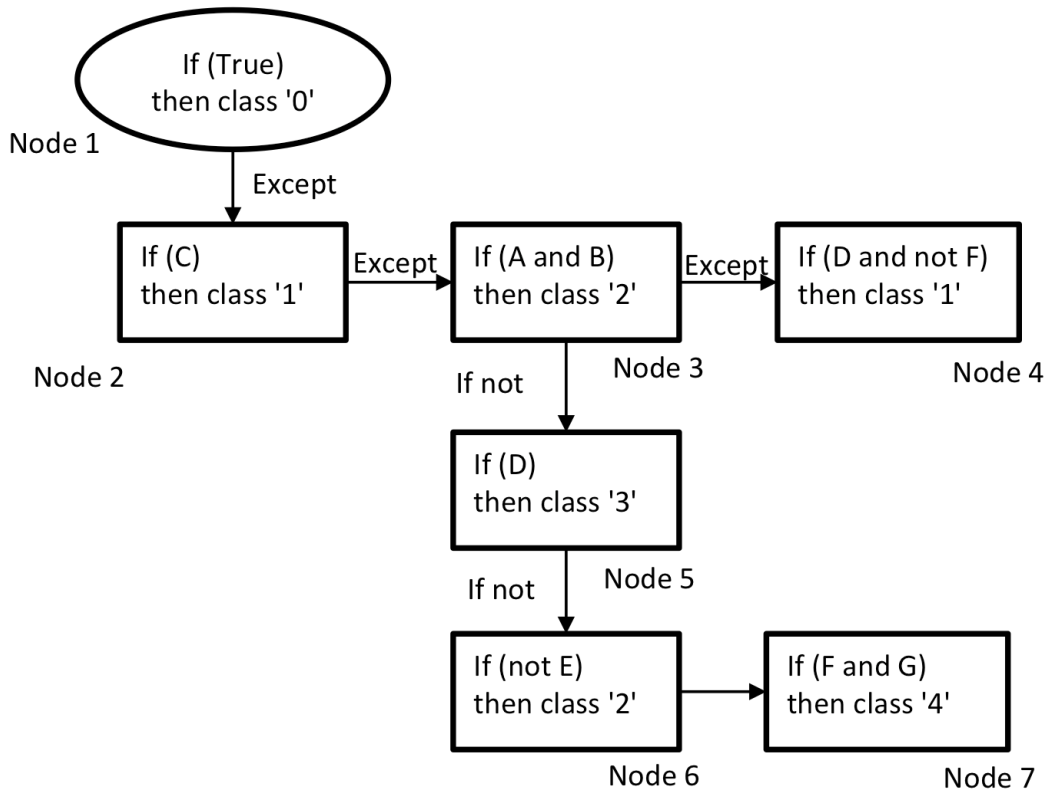 If (True)
then class '0'
Node 1
Except
If (C)
then class '1'
Except
If (A and B)
then class '2'
Except
If (D and not F)
then class '1'
Node 2
If not
Node 3
Node 4
If (D)
then class '3'
If not
Node 5
If (not E)
then class '2'
If (F and G)
then class '4'
Node 6
Node 7